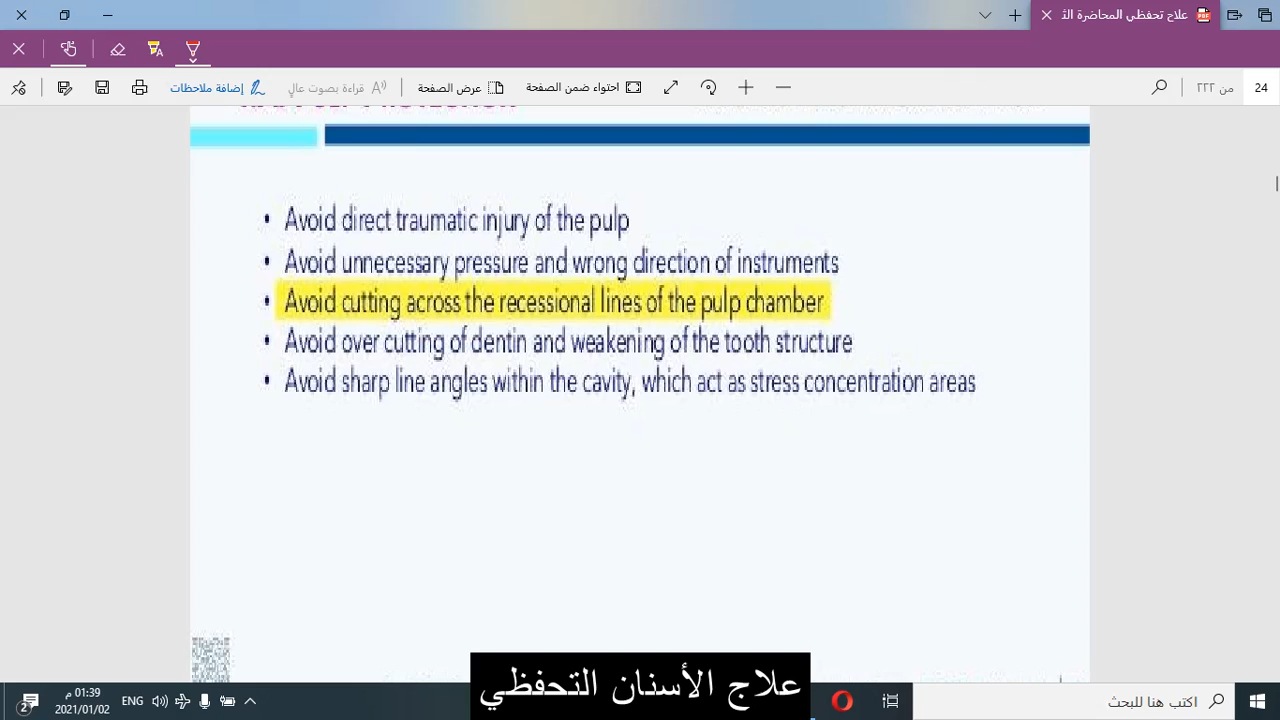 علاج تحفظي المحاضرة الث
إضافة ملاحظات
قراءة بصوت عالٍ
عرض الصفحة
احتواء ضمن الصفحة
من ٢٢٢
24
• Avoid direct traumatic injury of the pulp
• Avoid unnecessary pressure and wrong direction of instruments
• Avoid cutting across the recessional lines of the pulp chamber
• Avoid over cutting of dentin and weakening of the tooth structure
• Avoid sharp line angles within the cavity, which act as stress concentration areas
علاج الأسنان التحفظي
2
01:39 م
2021/01/02
ENG
اكتب هنا للبحث